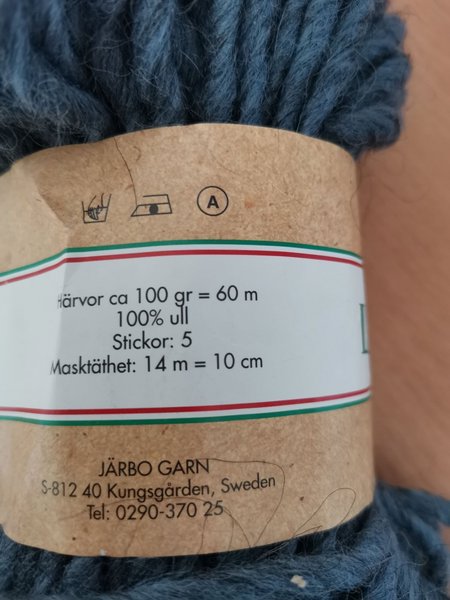 A
Härvor ca 100 gr = 60 m
100% ull
Stickor: 5
Masktäthet: 14 m = 10 cm
JÄRBO GARN
S-812 40 Kungsgården, Sweden
Tel: 0290-370 25